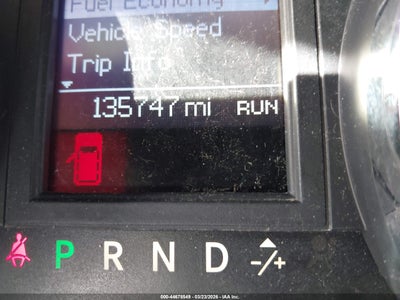 Fuel Economy
Vehicle Speed
Trip Info
135747 mi RUN
P R N D -/+
000-44678549 - 03/23/2026 - IAA Inc.